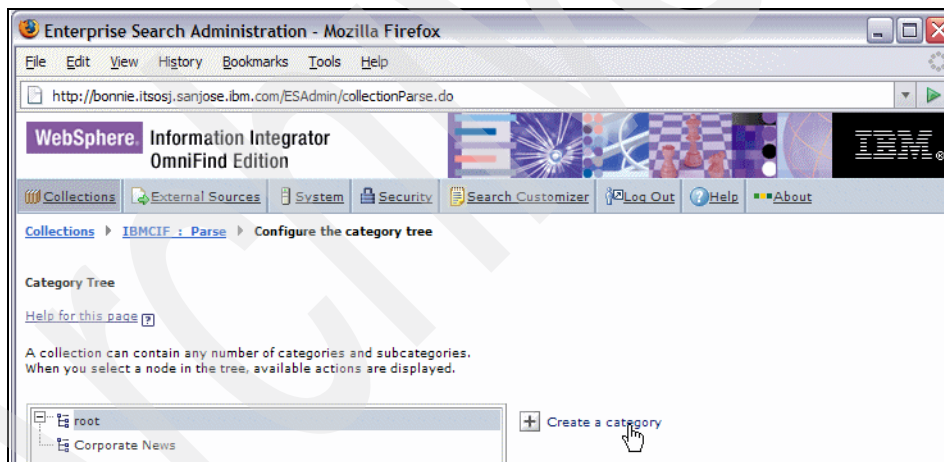 Enterprise Search Administration - Mozilla Firefox
File Edit View History Bookmarks Tools Help
http://bonnie.itsosj.sanjose.ibm.com/ESAdmin/collectionParse.do
WebSphere. Information Integrator
OmniFind Edition
IBM®
Collections External Sources System Security Search Customizer Log Out Help About
Collections IBMCIF : Parse Configure the category tree
Category Tree
Help for this page ?
A collection can contain any number of categories and subcategories.
When you select a node in the tree, available actions are displayed.
root
Create a category
Corporate News